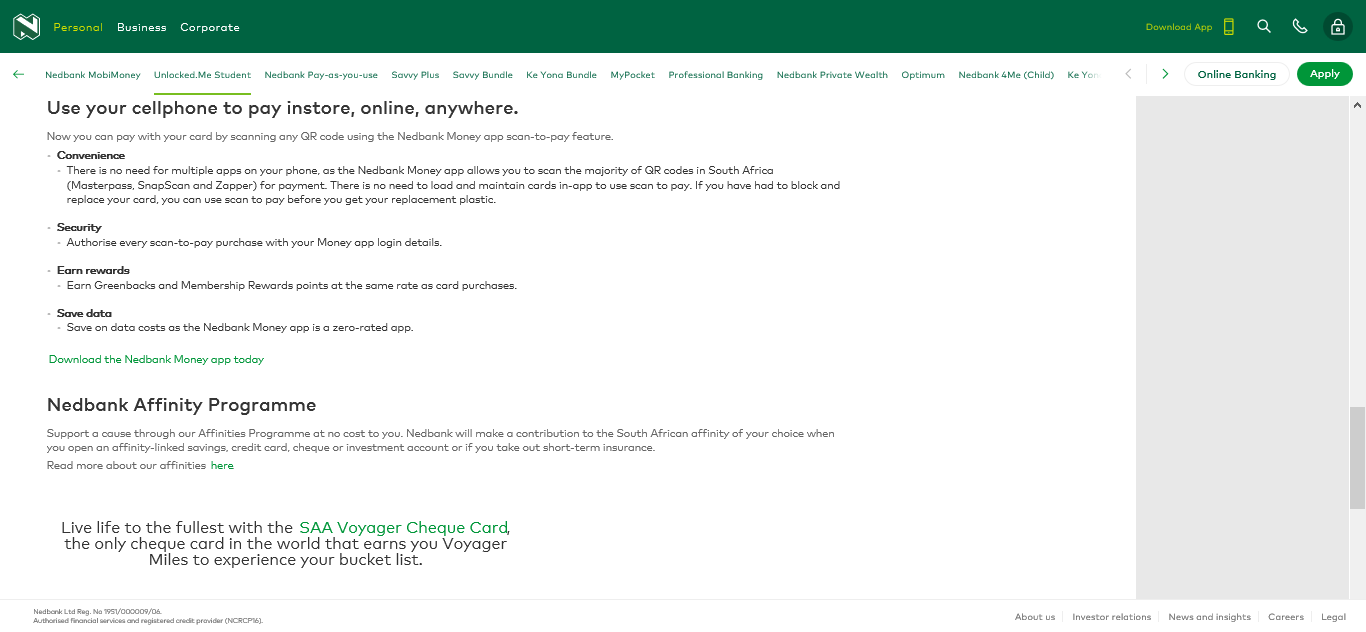 Personal Business Corporate Download App
Nedbank MobiMoney Unlocked.Me Student Nedbank Pay-as-you-use Savvy Plus Savvy Bundle Ke Yona Bundle MyPocket Professional Banking Nedbank Private Wealth Optimum Nedbank 4Me (Child) Ke Yon Online Banking Apply
Use your cellphone to pay instore, online, anywhere.
Now you can pay with your card by scanning any QR code using the Nedbank Money app scan-to-pay feature.
- Convenience
- There is no need for multiple apps on your phone, as the Nedbank Money app allows you to scan the majority of QR codes in South Africa
(Masterpass, SnapScan and Zapper) for payment. There is no need to load and maintain cards in-app to use scan to pay. If you have had to block and
replace your card, you can use scan to pay before you get your replacement plastic.
- Security
- Authorise every scan-to-pay purchase with your Money app login details.
- Earn rewards
- Earn Greenbacks and Membership Rewards points at the same rate as card purchases.
- Save data
- Save on data costs as the Nedbank Money app is a zero-rated app.
Download the Nedbank Money app today
Nedbank Affinity Programme
Support a cause through our Affinities Programme at no cost to you. Nedbank will make a contribution to the South African affinity of your choice when
you open an affinity-linked savings, credit card, cheque or investment account or if you take out short-term insurance.
Read more about our affinities here
Live life to the fullest with the SAA Voyager Cheque Card,
the only cheque card in the world that earns you Voyager
Miles to experience your bucket list.
Nedbank Ltd Reg. No 1951/000009/06.
Authorised financial services and registered credit provider (NCRCP16).
About us Investor relations News and insights Careers Legal